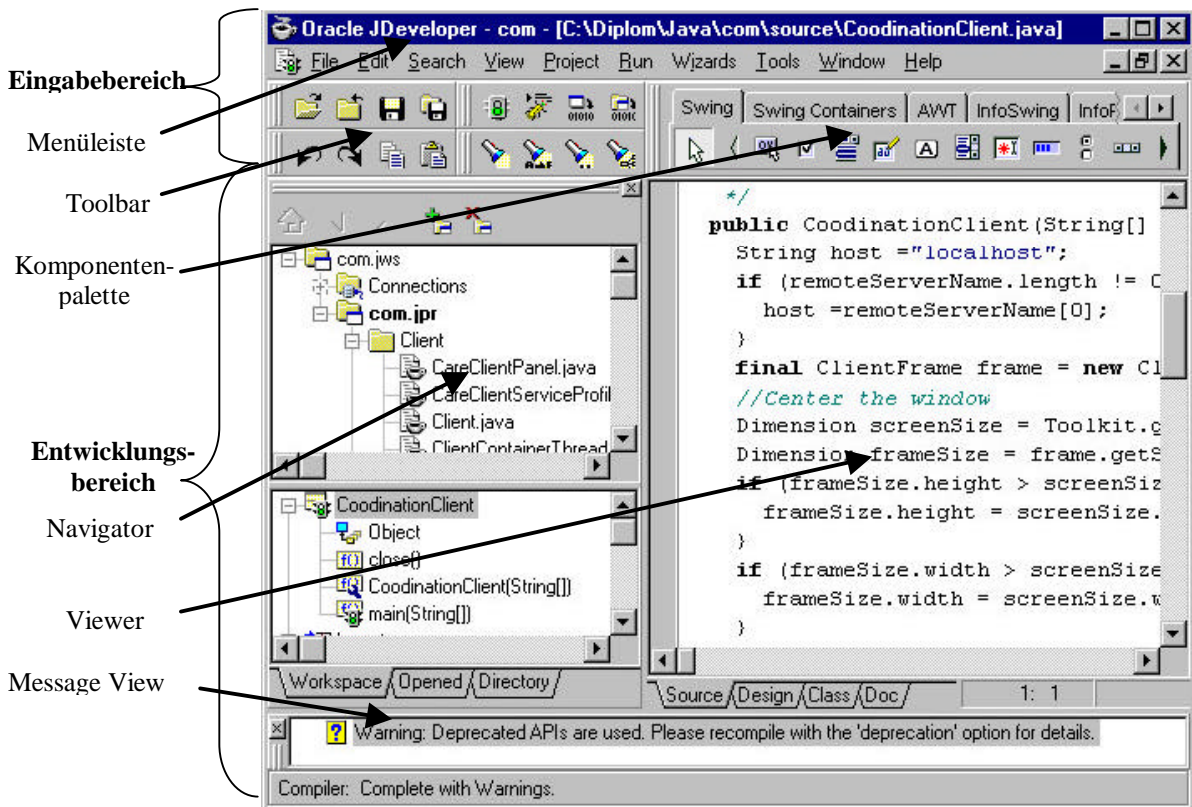 Oracle JDeveloper - com - [C:\Diplom\Java\com\source\CoodinationClient.java]
File Edit Search View Project Run Wizards Tools Window Help
Eingabebereich
Menüleiste
Toolbar
Komponenten-
palette
Entwicklungs-
bereich
Navigator
Viewer
Message View
Swing Swing Containers AWT InfoSwing
com.jws
Connections
com.jpr
Client
CareClientPanel.java
CareClientServiceProfil
Client.java
ClientContainerThread
CoodinationClient
Object
close()
CoodinationClient(String[])
main(String[])
Workspace Opened Directory
*/
public CoodinationClient(String[]
String host ="localhost";
if (remoteServerName.length !=
host =remoteServerName[0];
}
final ClientFrame frame = new Cl
//Center the window
Dimension screenSize = Toolkit.g
Dimension frameSize = frame.getS
if (frameSize.height > screenSiz
frameSize.height = screenSize.
}
if (frameSize.width > screenSize
frameSize.width = screenSize.w
}
Source Design Class Doc 1: 1
Warning: Deprecated APIs are used. Please recompile with the 'deprecation' option for details.
Compiler: Complete with Warnings.